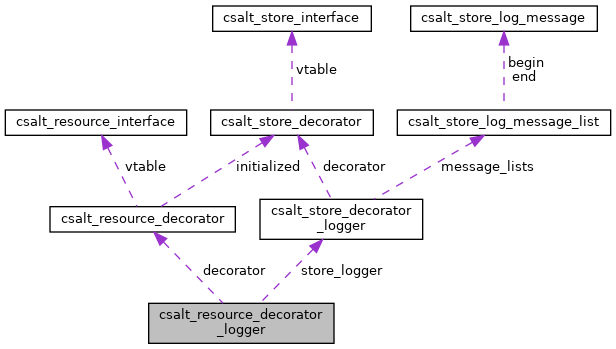 csalt_store_interface
csalt_store_log_message
vtable
begin
end
csalt_resource_interface
csalt_store_decorator
csalt_store_log_message_list
vtable
initialized
decorator
message_lists
csalt_resource_decorator
csalt_store_decorator
_logger
decorator
store_logger
csalt_resource_decorator
_logger